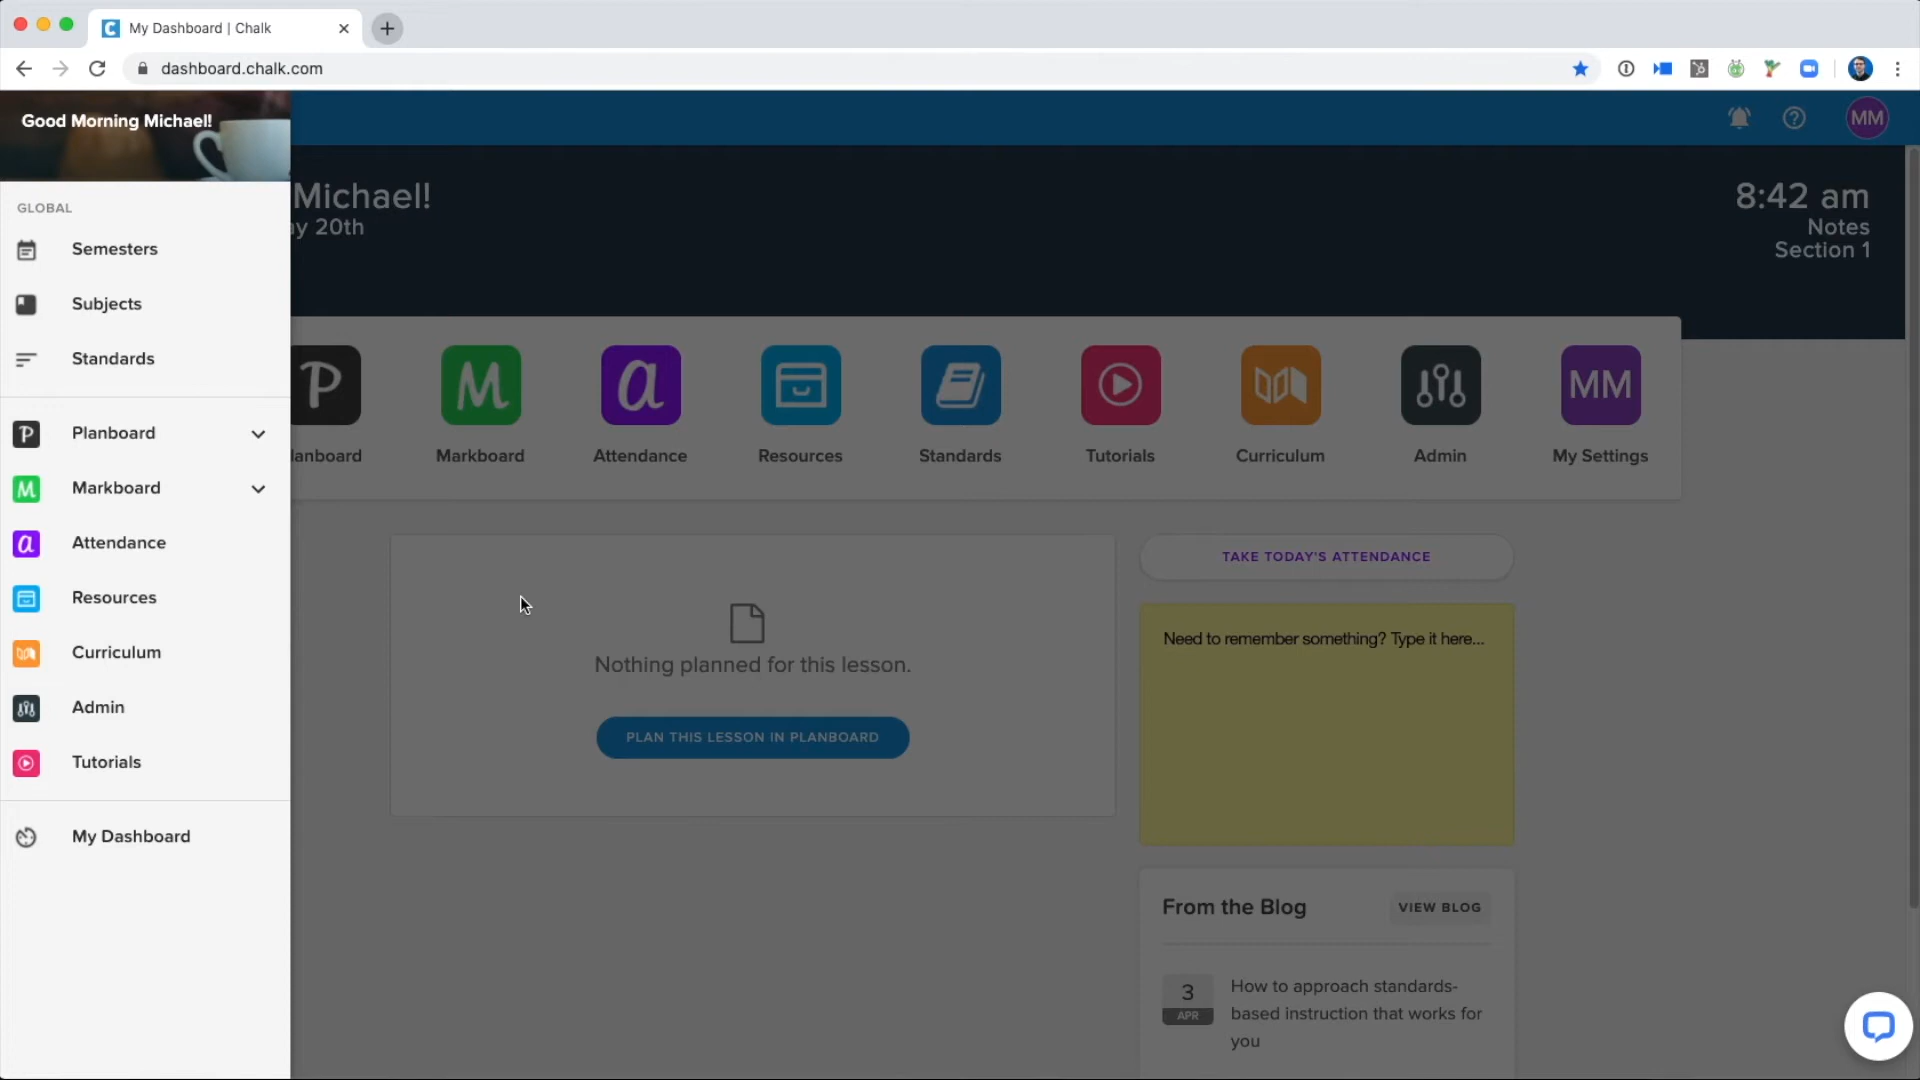 My Dashboard | Chalk
dashboard.chalk.com
Good Morning Michael!
MM
GLOBAL
Semesters
Subjects
Standards
Planboard
Markboard
Attendance
Resources
Curriculum
Admin
Tutorials
My Dashboard
Michael!
ay 20th
8:42 am
Notes
Section 1
P
M
a
MM
lanboard
Markboard
Attendance
Resources
Standards
Tutorials
Curriculum
Admin
My Settings
Nothing planned for this lesson.
PLAN THIS LESSON IN PLANBOARD
TAKE TODAY'S ATTENDANCE
Need to remember something? Type it here...
From the Blog
VIEW BLOG
3
APR
How to approach standards-
based instruction that works for
you